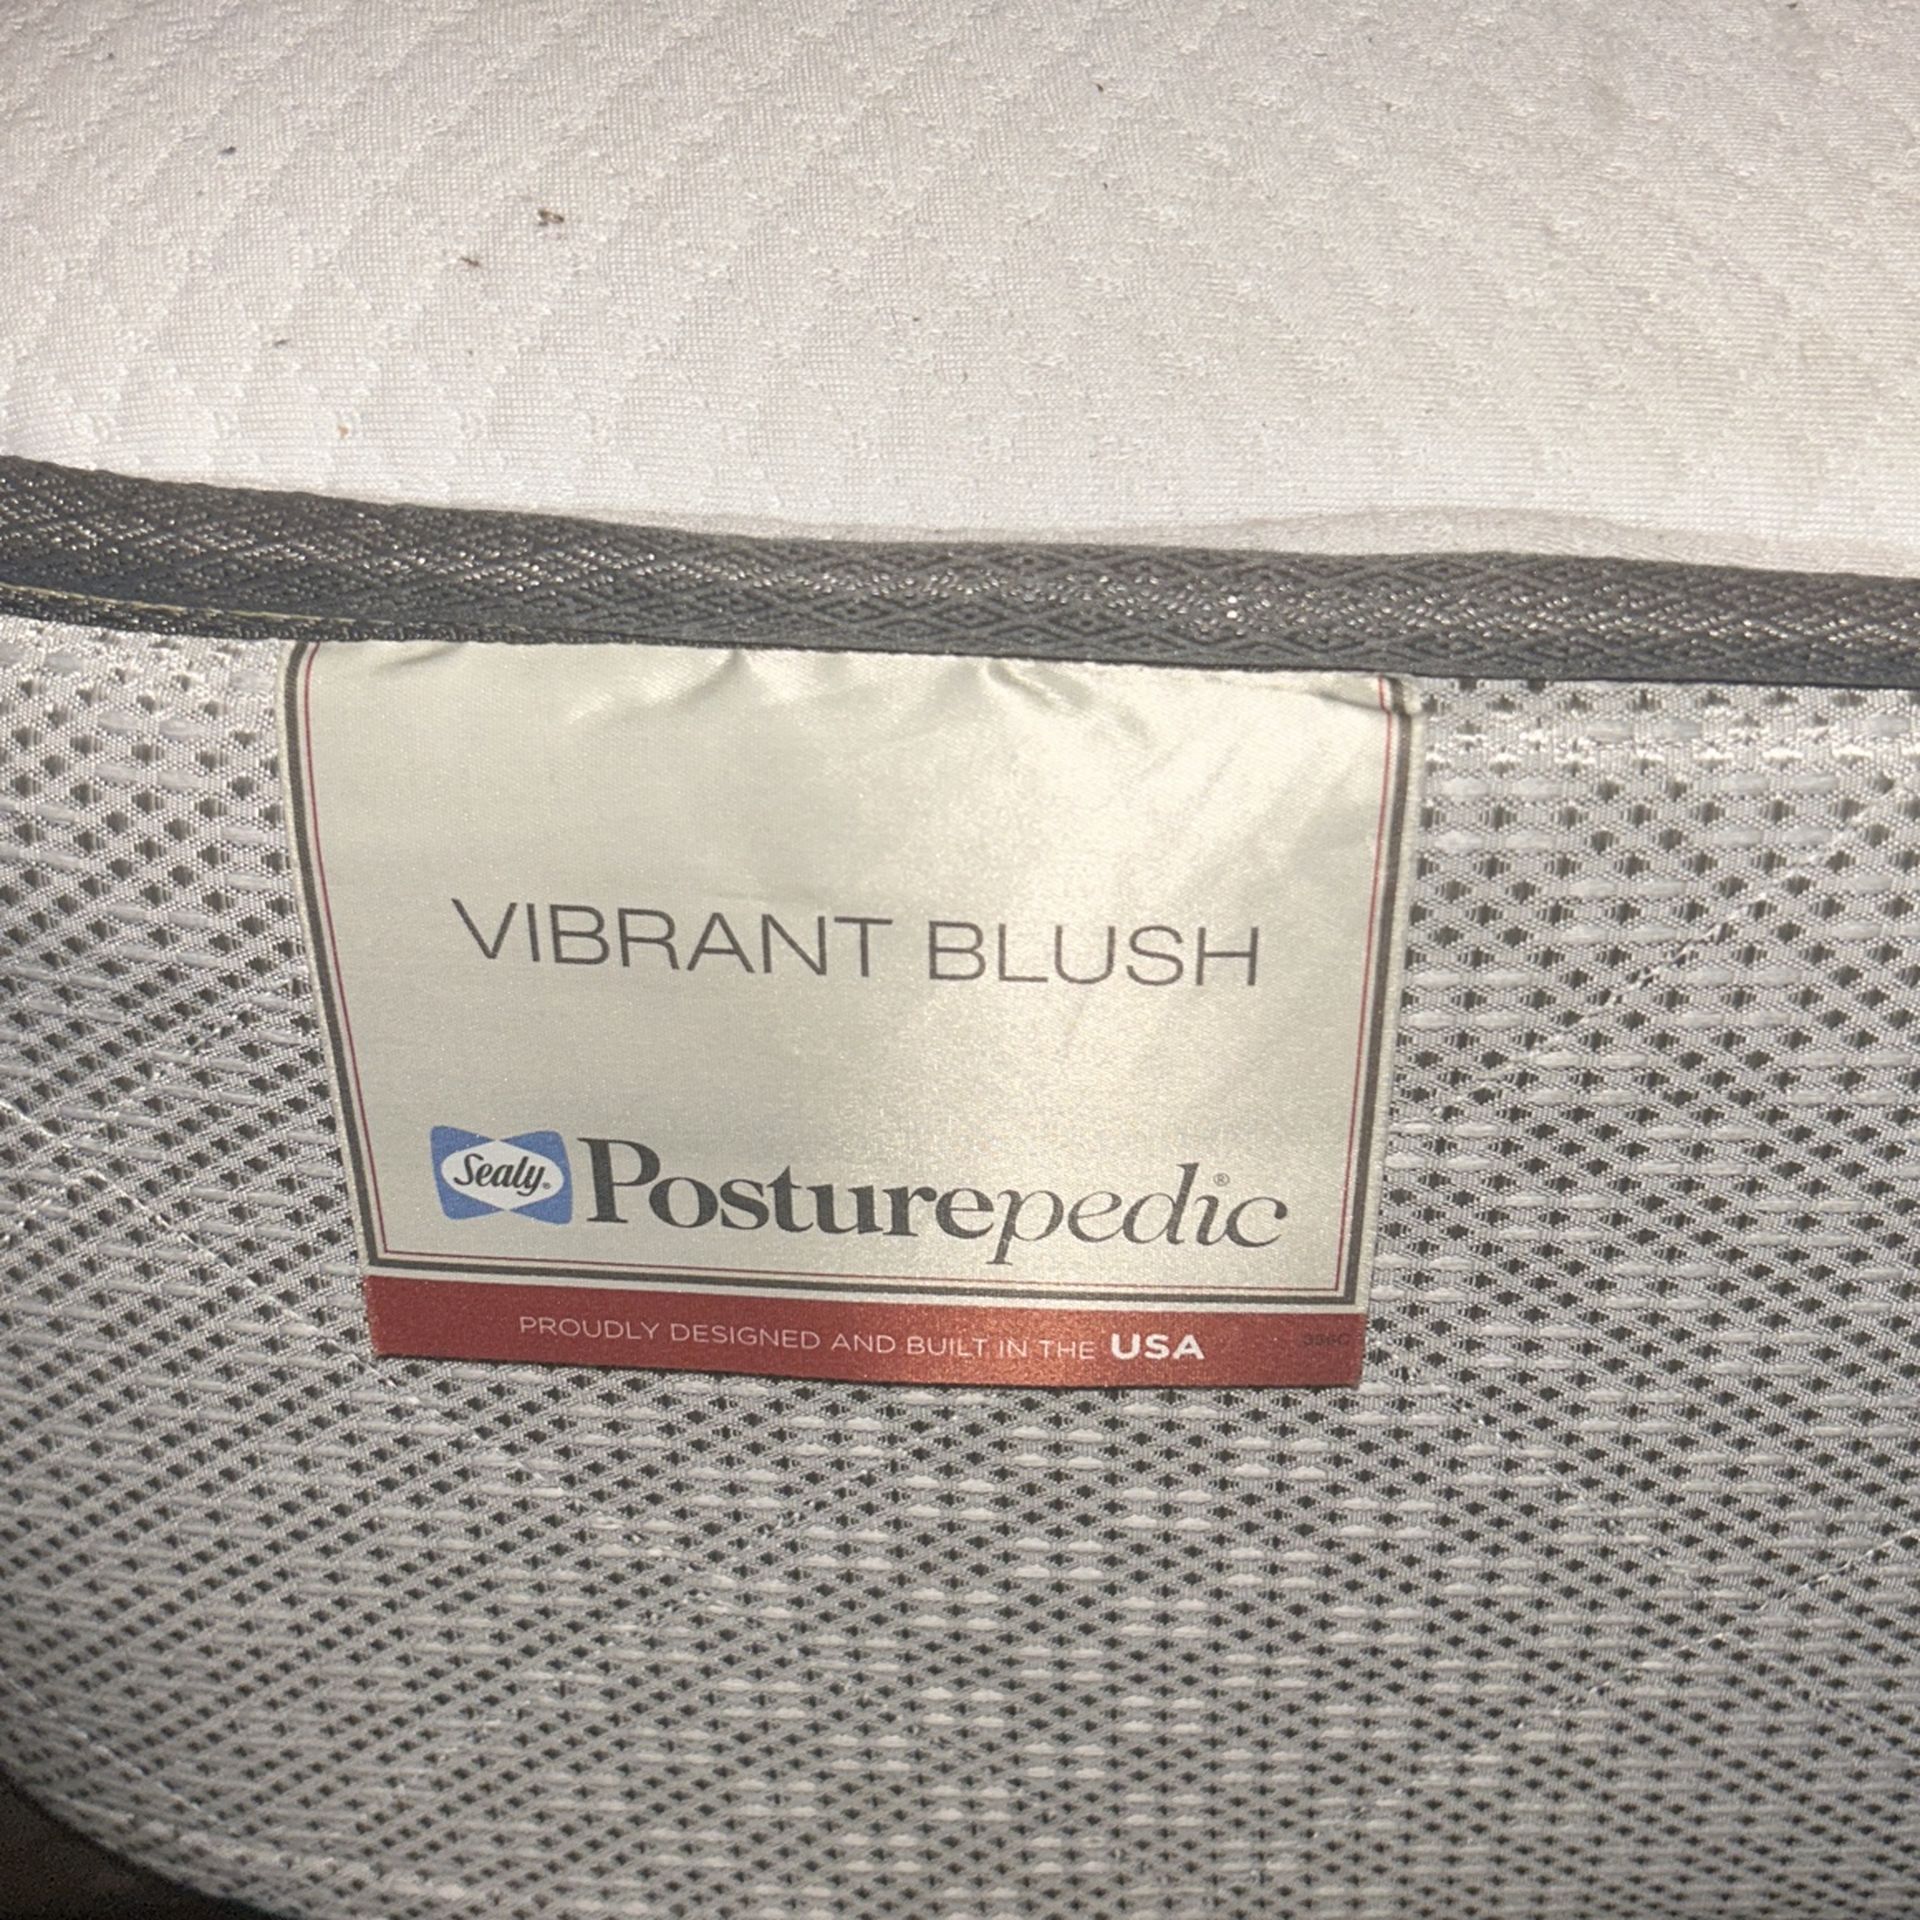 VIBRANT BLUSH
Sealy® Posturepedic®
PROUDLY DESIGNED AND BUILT IN THE USA